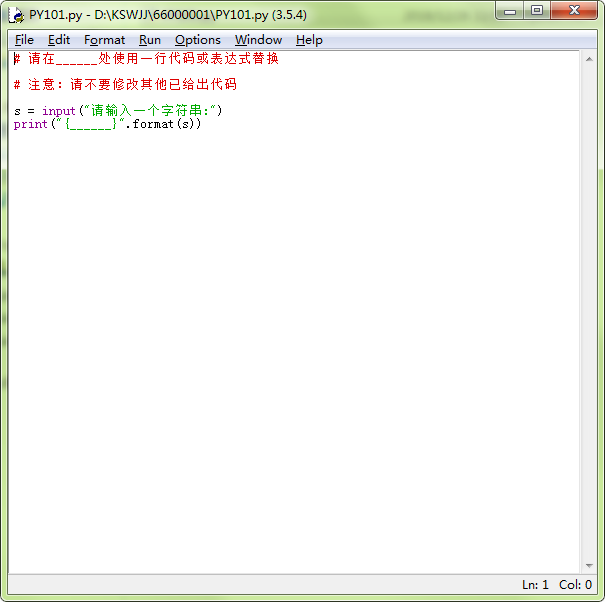 PY101.py - D:\KSWJJ\66000001\PY101.py (3.5.4)
File Edit Format Run Options Window Help
# 请在______处使用一行代码或表达式替换
# 注意：请不要修改其他已给出代码
s = input("请输入一个字符串:")
print("{______}".format(s))
Ln: 1 Col: 0